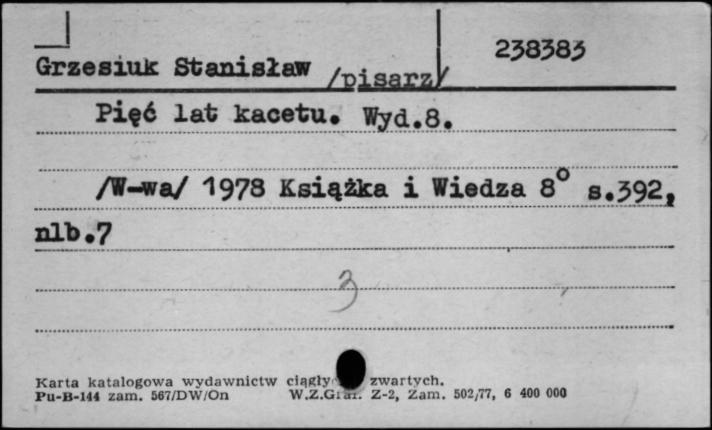 238383
Grzesiuk Stanisław /pisarz/
Pięć lat kacetu. Wyd.8.
/W-wa/ 1978 Książka i Wiedza 8° s.392,
nlb.7
3
Karta katalogowa wydawnictw zwartych.
Pu-B-144 zam. 567/DW/On W.Z.Graf. Z-2, Zam. 502/77, 6 400 000